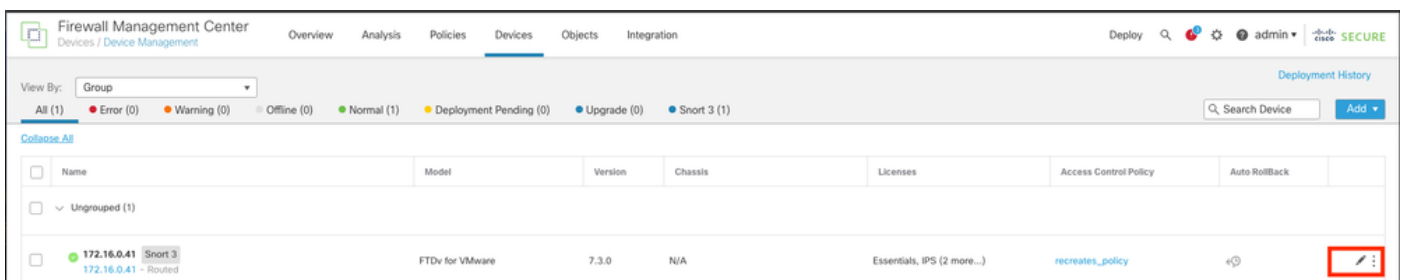 Firewall Management Center
Devices / Device Management
Overview Analysis Policies Devices Objects Integration
Deploy admin cisco SECURE
Deployment History
View By: Group
All (1) Error (0) Warning (0) Offline (0) Normal (1) Deployment Pending (0) Upgrade (0) Snort 3 (1)
Search Device Add
Collapse All
Name Model Version Chassis Licenses Access Control Policy Auto RollBack
Ungrouped (1)
172.16.0.41 Snort 3
172.16.0.41 - Routed
FTDv for VMware 7.3.0 N/A Essentials, IPS (2 more...) recreates_policy